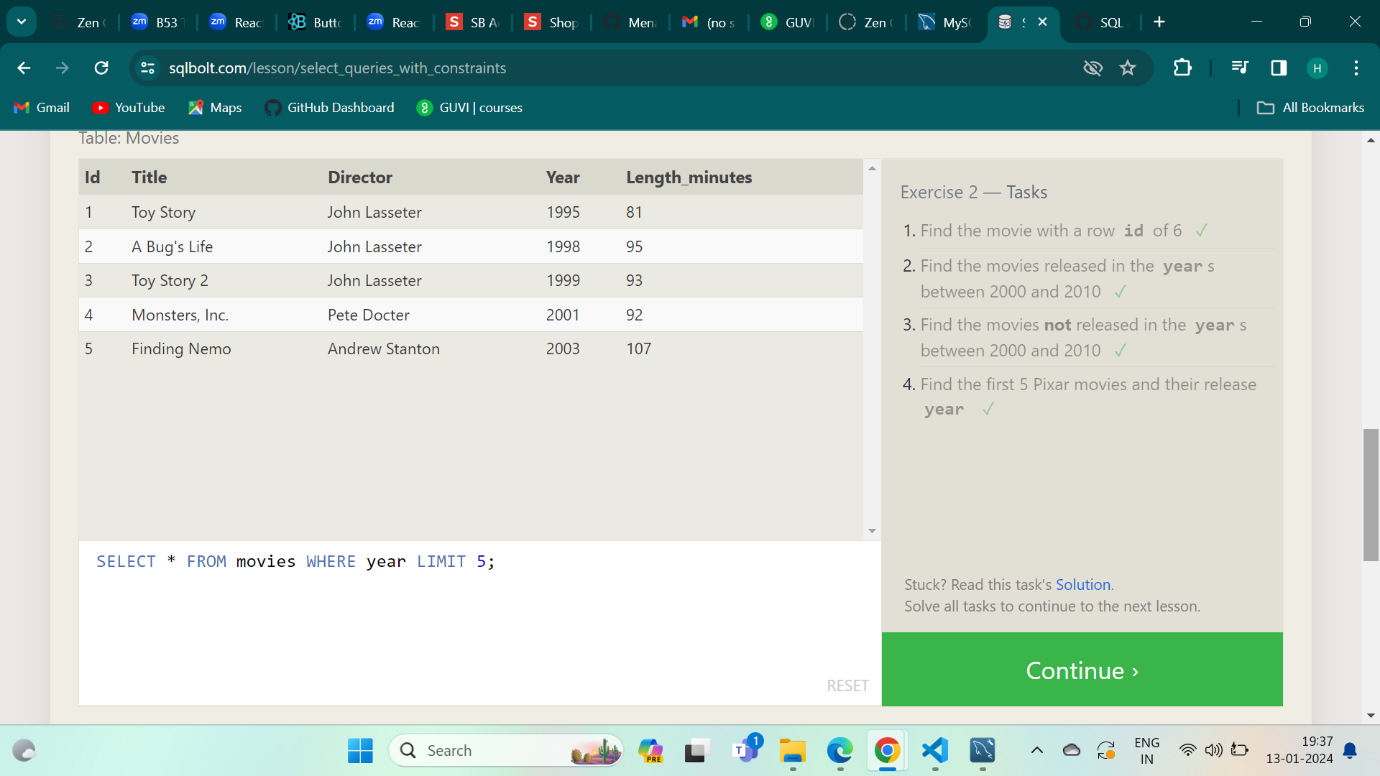 Zen
B53
Reac
Butt
Reac
SB A
Shop
Men
(no s
GUVI
Zen
MyS
SQL
sqlbolt.com/lesson/select_queries_with_constraints
H
Gmail
YouTube
Maps
GitHub Dashboard
GUVI | courses
All Bookmarks
Table: Movies
Id Title Director Year Length_minutes
1 Toy Story John Lasseter 1995 81
2 A Bug's Life John Lasseter 1998 95
3 Toy Story 2 John Lasseter 1999 93
4 Monsters, Inc. Pete Docter 2001 92
5 Finding Nemo Andrew Stanton 2003 107
Exercise 2 — Tasks
1. Find the movie with a row id of 6 ✓
2. Find the movies released in the year s
between 2000 and 2010 ✓
3. Find the movies not released in the year s
between 2000 and 2010 ✓
4. Find the first 5 Pixar movies and their release
year ✓
SELECT * FROM movies WHERE year LIMIT 5;
RESET
Stuck? Read this task's Solution.
Solve all tasks to continue to the next lesson.
Continue ›
Search
PRE
1
ENG
IN
19:37
13-01-2024